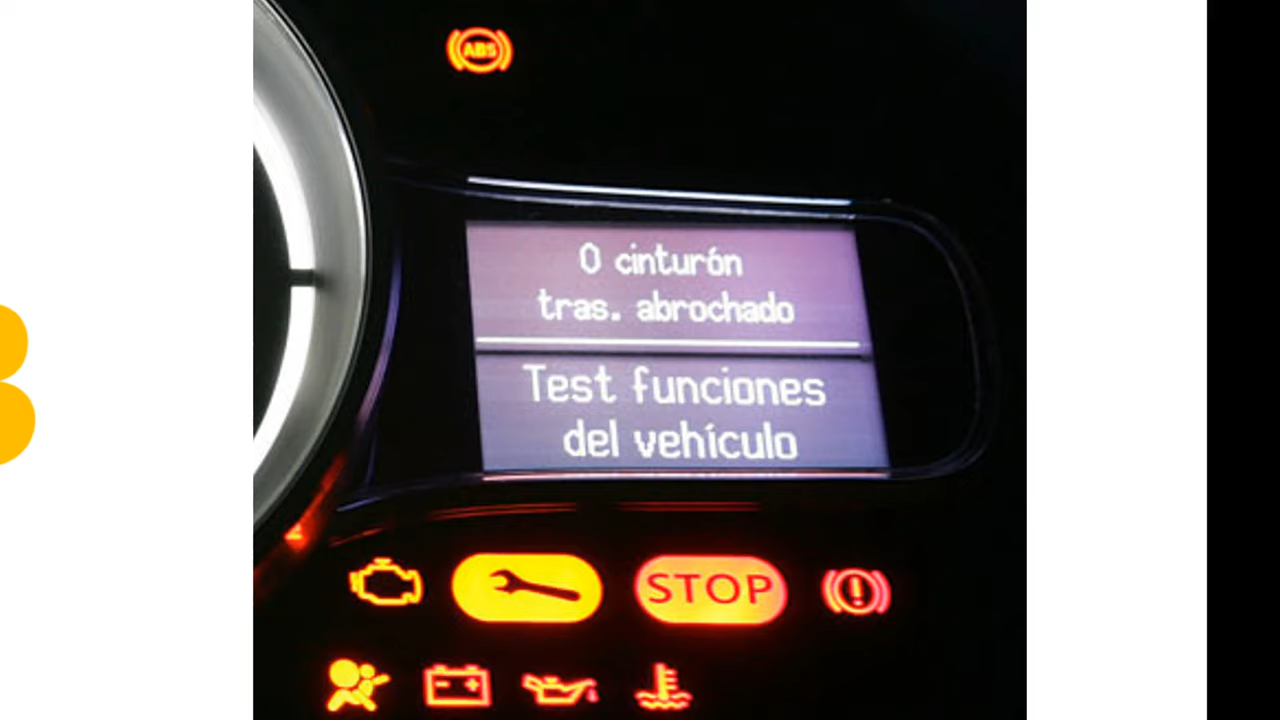 ABS
0 cinturón
tras. abrochado
Test funciones
del vehículo
STOP